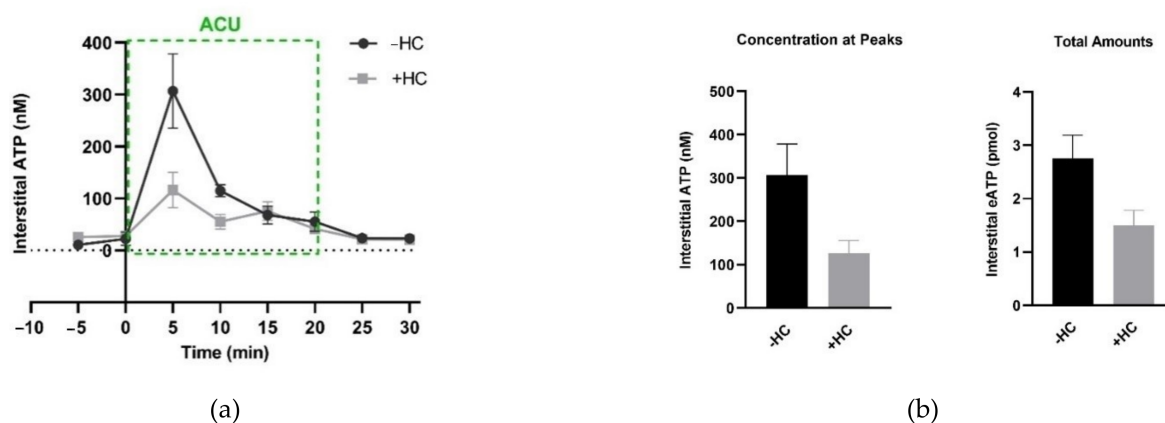 ACU
400
300
200
100
0
Interstital ATP (nM)
–HC
+HC
–10 –5 0 5 10 15 20 25 30
Time (min)
(a)
Concentration at Peaks
500
400
300
200
100
0
Interstitial ATP (nM)
-HC +HC
Total Amounts
4
3
2
1
0
Interstital eATP (pmol)
-HC +HC
(b)